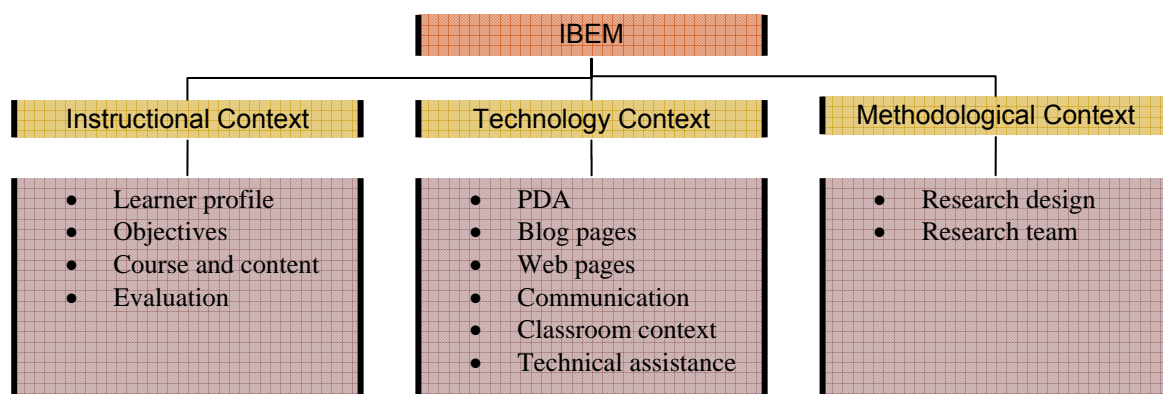 IBEM
Instructional Context
• Learner profile
• Objectives
• Course and content
• Evaluation
Technology Context
• PDA
• Blog pages
• Web pages
• Communication
• Classroom context
• Technical assistance
Methodological Context
• Research design
• Research team